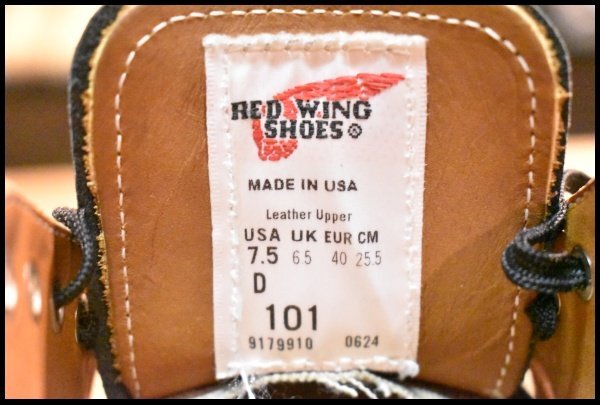 RED WING
SHOES®
MADE IN USA
Leather Upper
USA UK EUR CM
7.5 6.5 40 25.5
D
101
9179910 0624